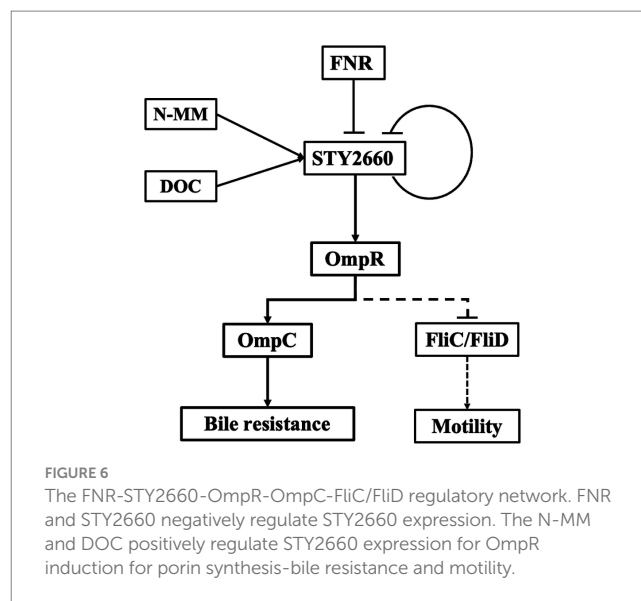 FNR
N-MM
STY2660
DOC
OmpR
OmpC
FliC/FliD
Bile resistance
Motility
FIGURE 6
The FNR-STY2660-OmpR-OmpC-FliC/FliD regulatory network. FNR
and STY2660 negatively regulate STY2660 expression. The N-MM
and DOC positively regulate STY2660 expression for OmpR
induction for porin synthesis-bile resistance and motility.